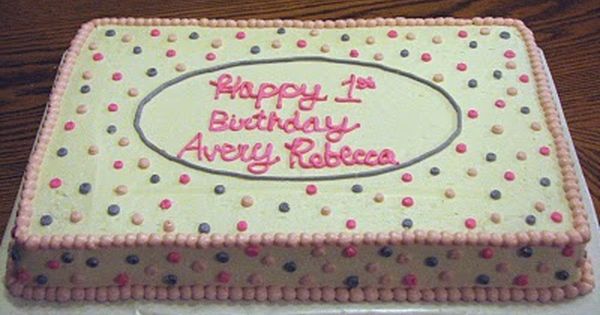 Happy 1st
Birthday
Avery Rebecca